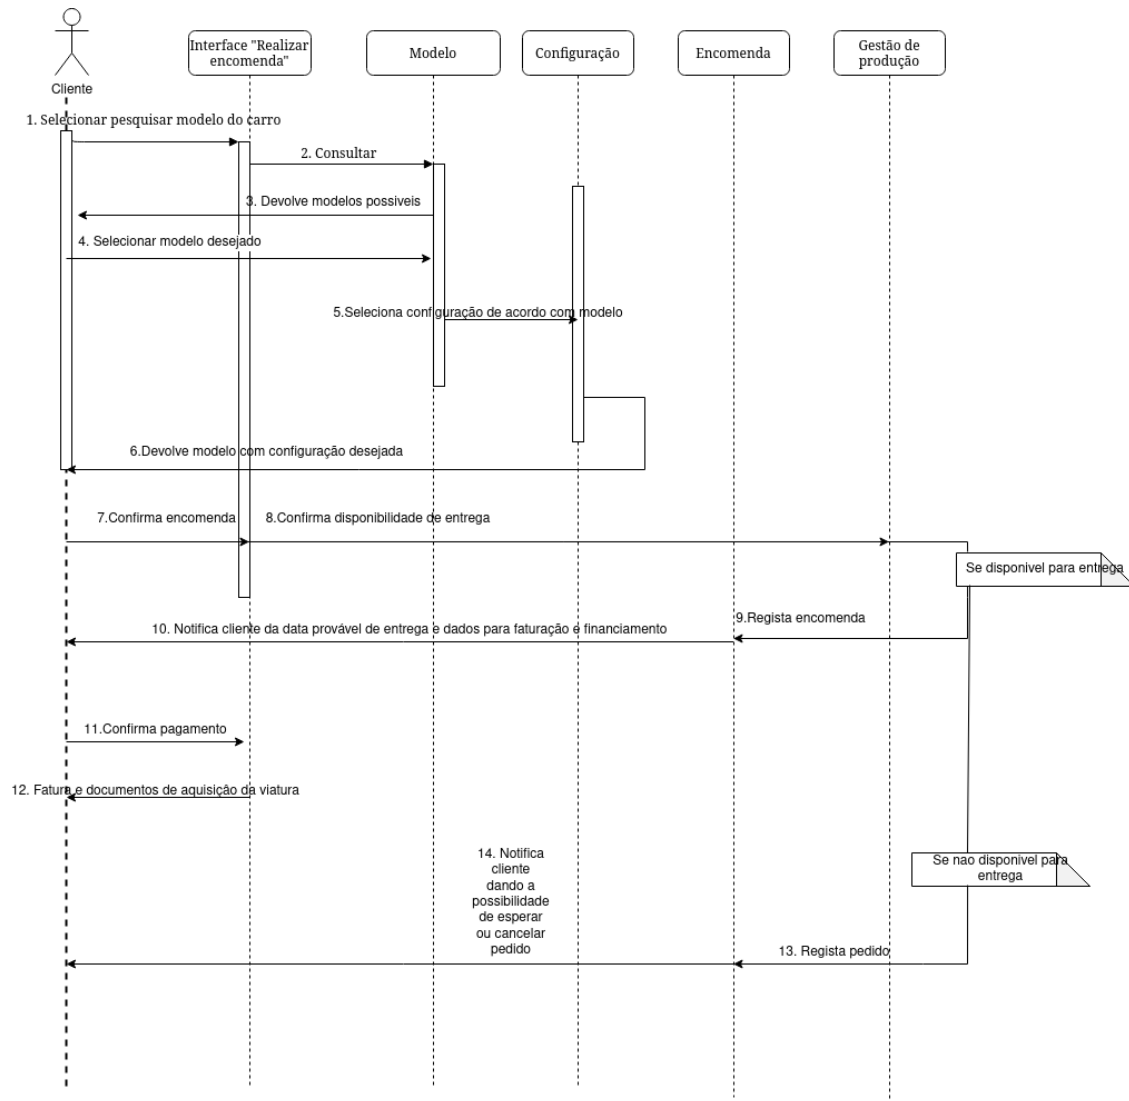 Cliente
Interface "Realizar
encomenda"
Modelo
Configuração
Encomenda
Gestão de
produção
1. Selecionar pesquisar modelo do carro
2. Consultar
3. Devolve modelos possiveis
4. Selecionar modelo desejado
5.Seleciona configuração de acordo com modelo
6.Devolve modelo com configuração desejada
7.Confirma encomenda
8.Confirma disponibilidade de entrega
Se disponivel para entrega
9.Regista encomenda
10. Notifica cliente da data provável de entrega e dados para faturação e financiamento
11.Confirma pagamento
12. Fatura e documentos de aquisição da viatura
Se nao disponivel para
entrega
13. Regista pedido
14. Notifica
cliente
dando a
possibilidade
de esperar
ou cancelar
pedido